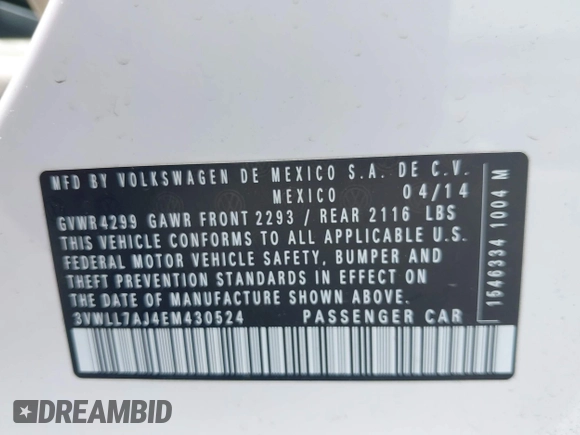 MFD BY VOLKSWAGEN DE MEXICO S.A. DE C.V.
MEXICO 04/14
GVWR 4299 GAWR FRONT 2293 / REAR 2116 LBS
THIS VEHICLE CONFORMS TO ALL APPLICABLE U.S.
FEDERAL MOTOR VEHICLE SAFETY, BUMPER AND
THEFT PREVENTION STANDARDS IN EFFECT ON
THE DATE OF MANUFACTURE SHOWN ABOVE.
3VWLL7AJ4EM430524 PASSENGER CAR
1546334 1004 M
DREAMBID